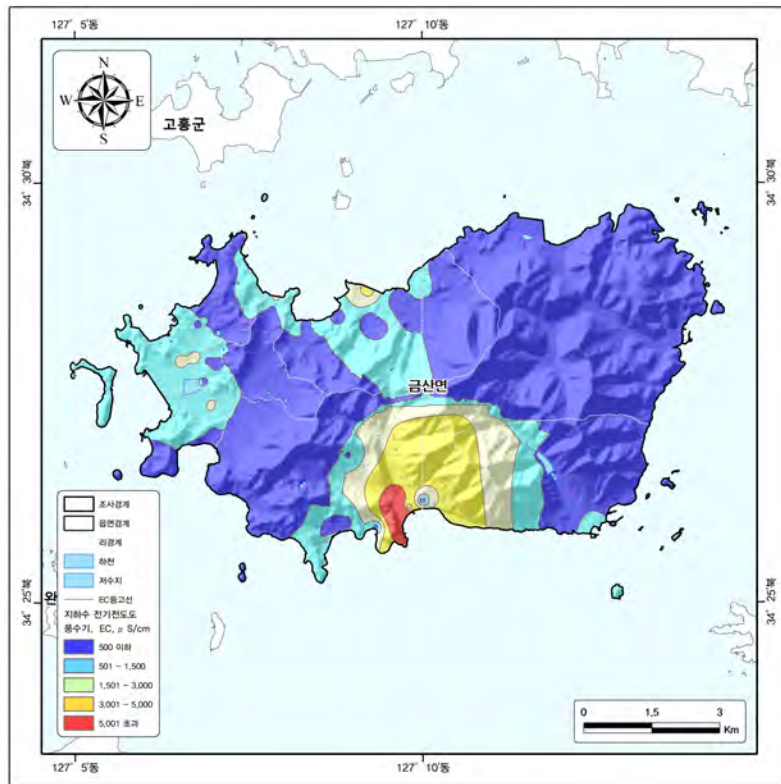 127° 5'동
127° 10'동
34° 30'북
34° 30'북
N
W
E
S
고흥군
금산면
34° 25'북
34° 25'북
완
조사경계
읍면경계
리경계
하천
저수지
EC등고선
지하수 전기전도도
풍수기, EC, μ S/cm
500 이하
501 - 1,500
1,501 - 3,000
3,001 - 5,000
5,001 초과
0
1.5
3
Km
127° 5'동
127° 10'동